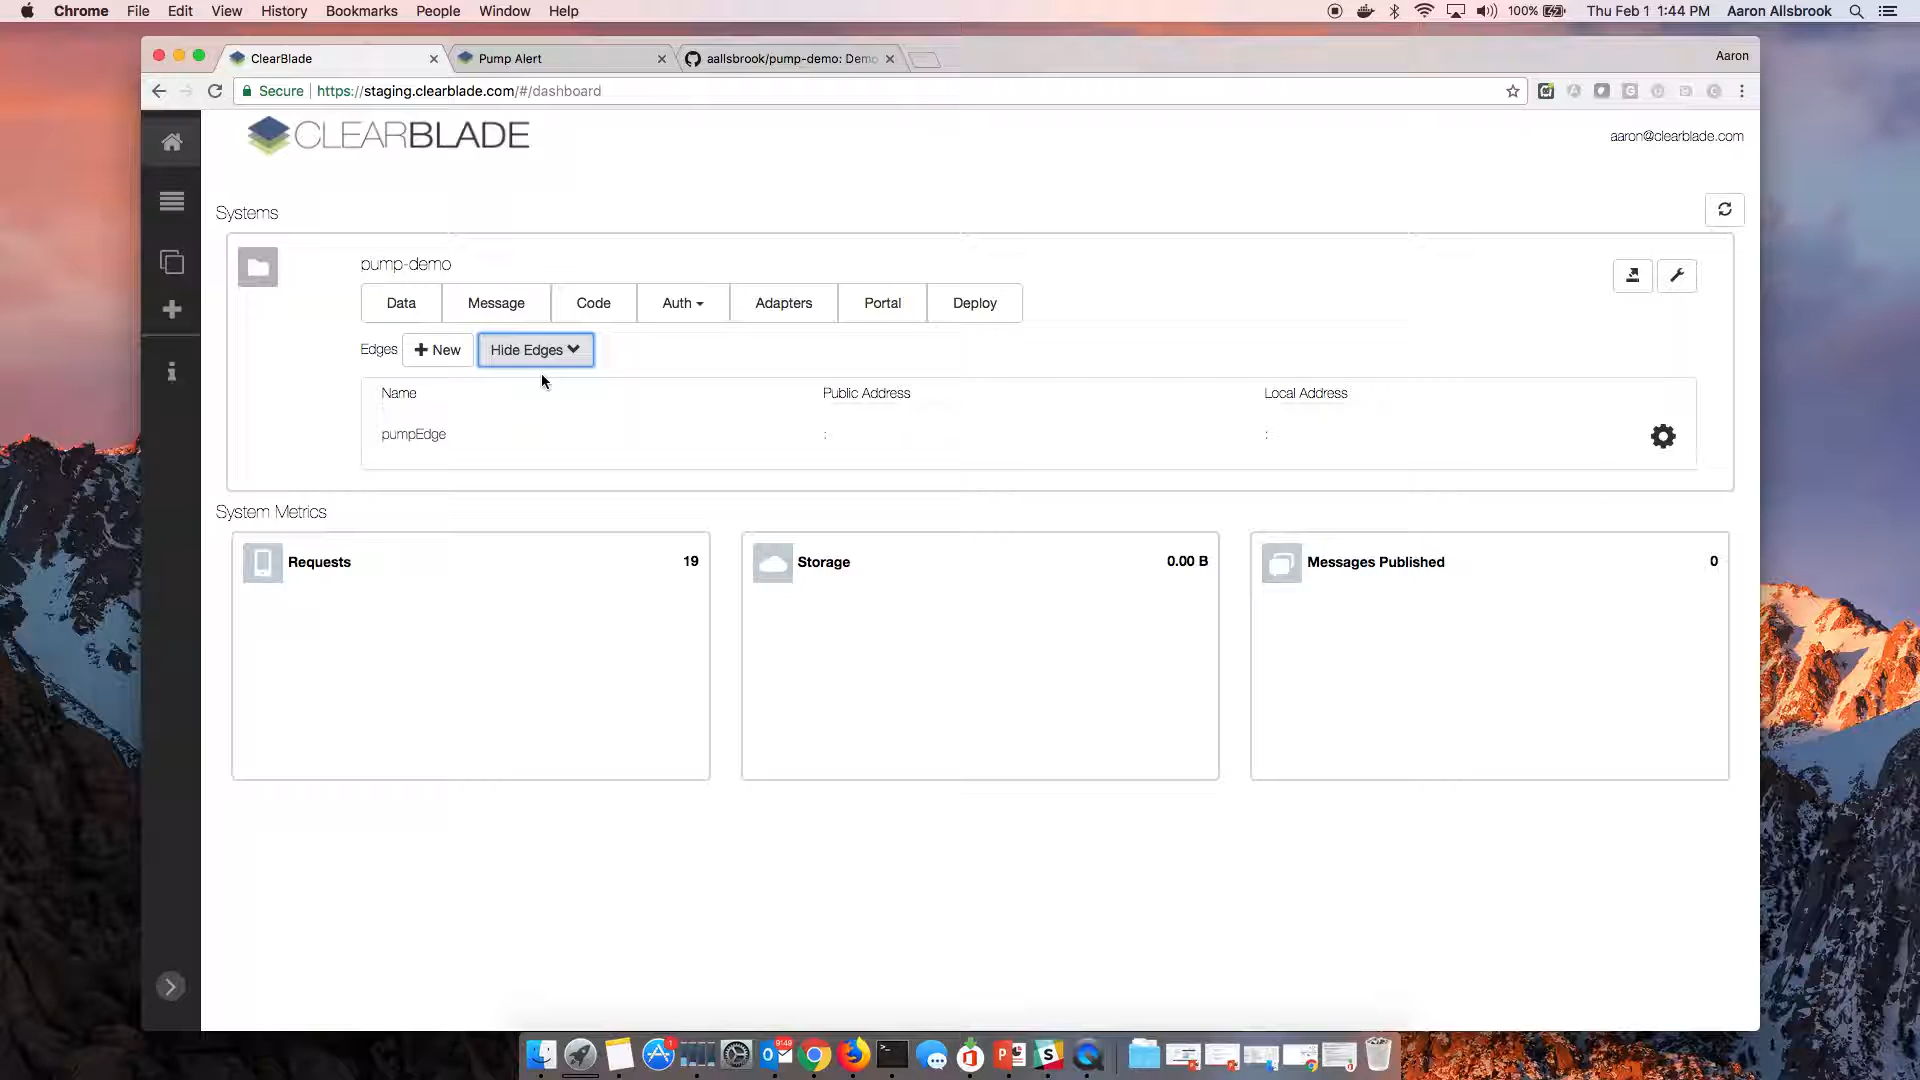 Chrome File Edit View History Bookmarks People Window Help 100% Thu Feb 1 1:44 PM Aaron Allsbrook
ClearBlade Pump Alert aallsbrook/pump-demo: Demo Aaron
Secure https://staging.clearblade.com/#/dashboard
CLEARBLADE aaron@clearblade.com
Systems
pump-demo
Data Message Code Auth Adapters Portal Deploy
Edges New Hide Edges
Name Public Address Local Address
pumpEdge : :
System Metrics
Requests 19 Storage 0.00 B Messages Published 0